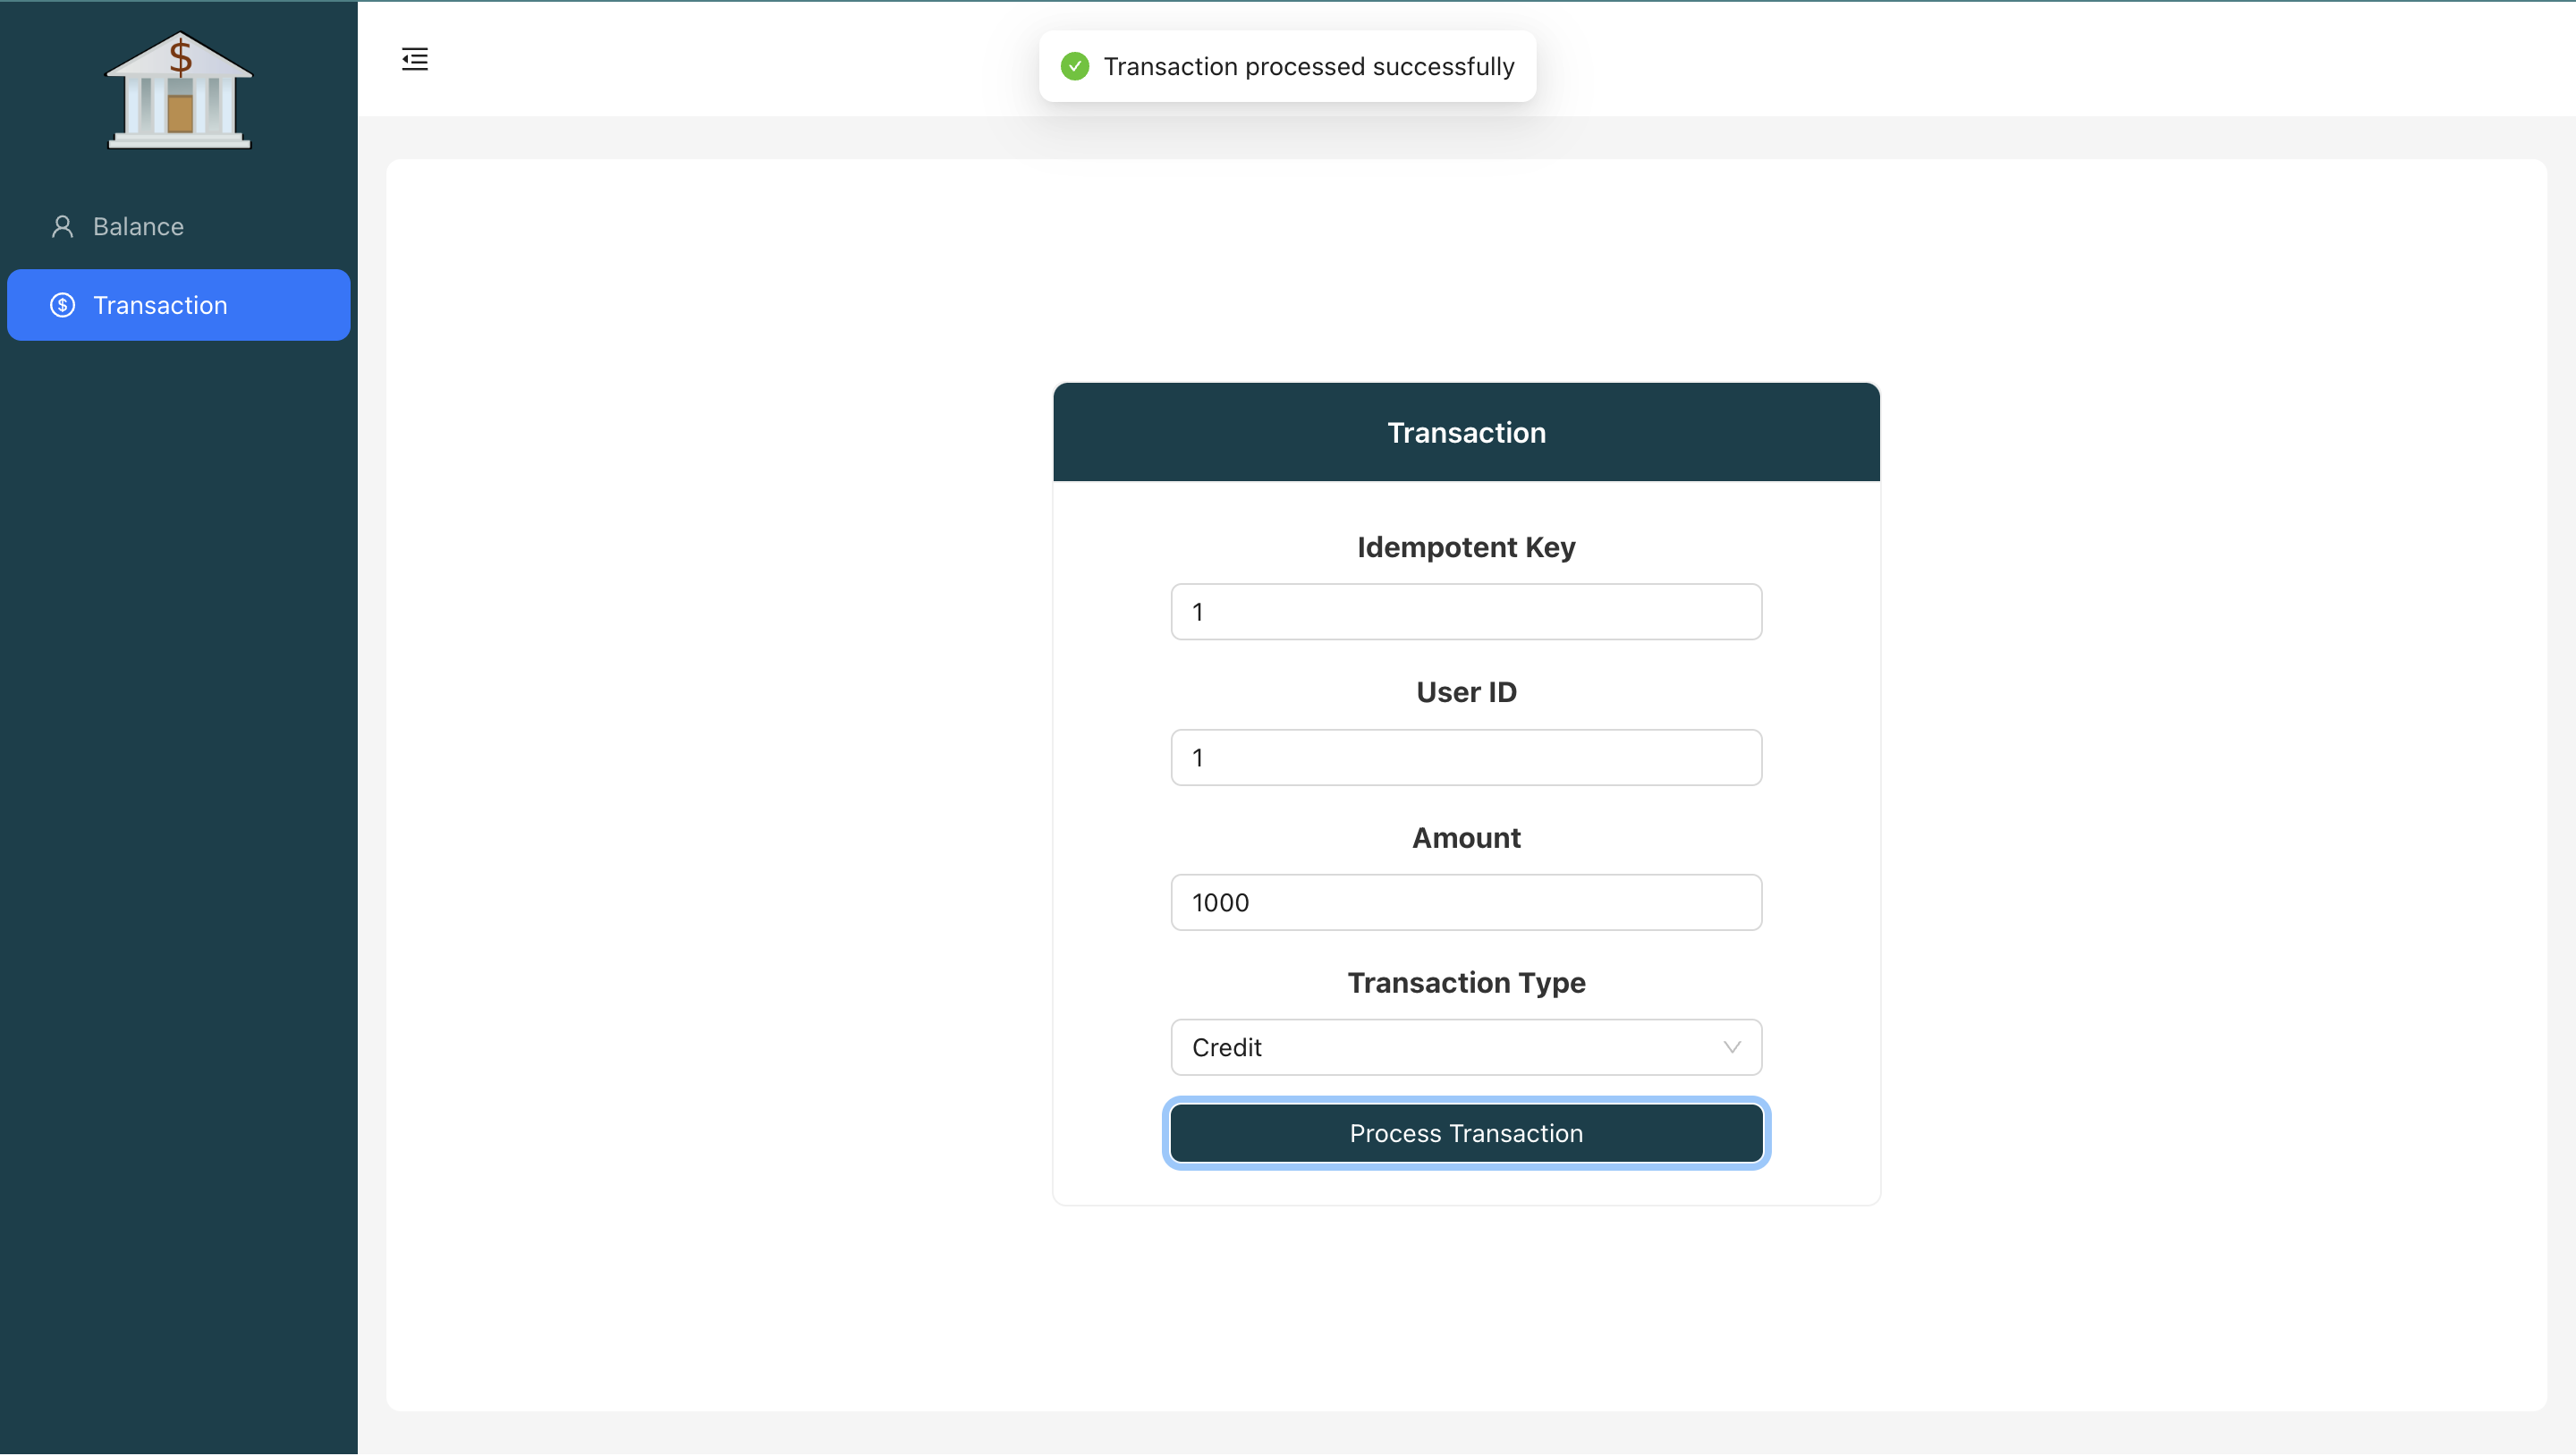 $
Balance
Transaction
Transaction processed successfully
Transaction
Idempotent Key
1
User ID
1
Amount
1000
Transaction Type
Credit
Process Transaction